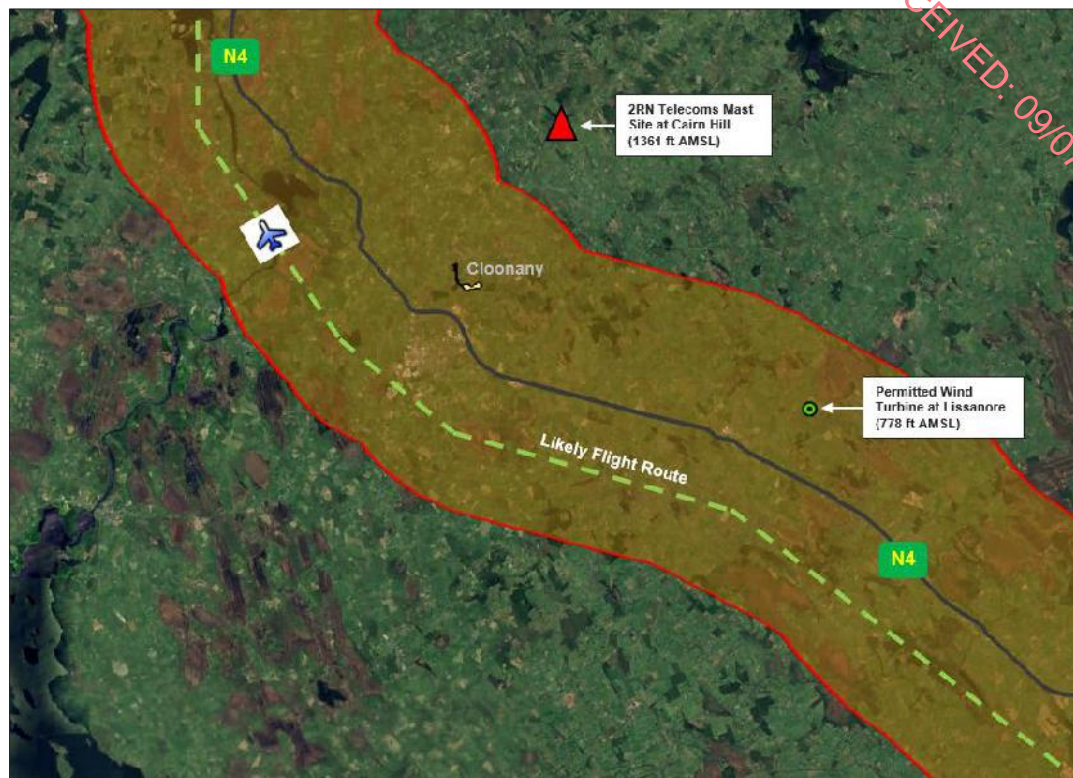 CEIVED: 09/07
N4
2RN Telecoms Mast
Site at Cairn Hill
(1361 ft AMSL)
Cloonany
Permitted Wind
Turbine at Lissanore
(778 ft AMSL)
Likely Flight Route
N4